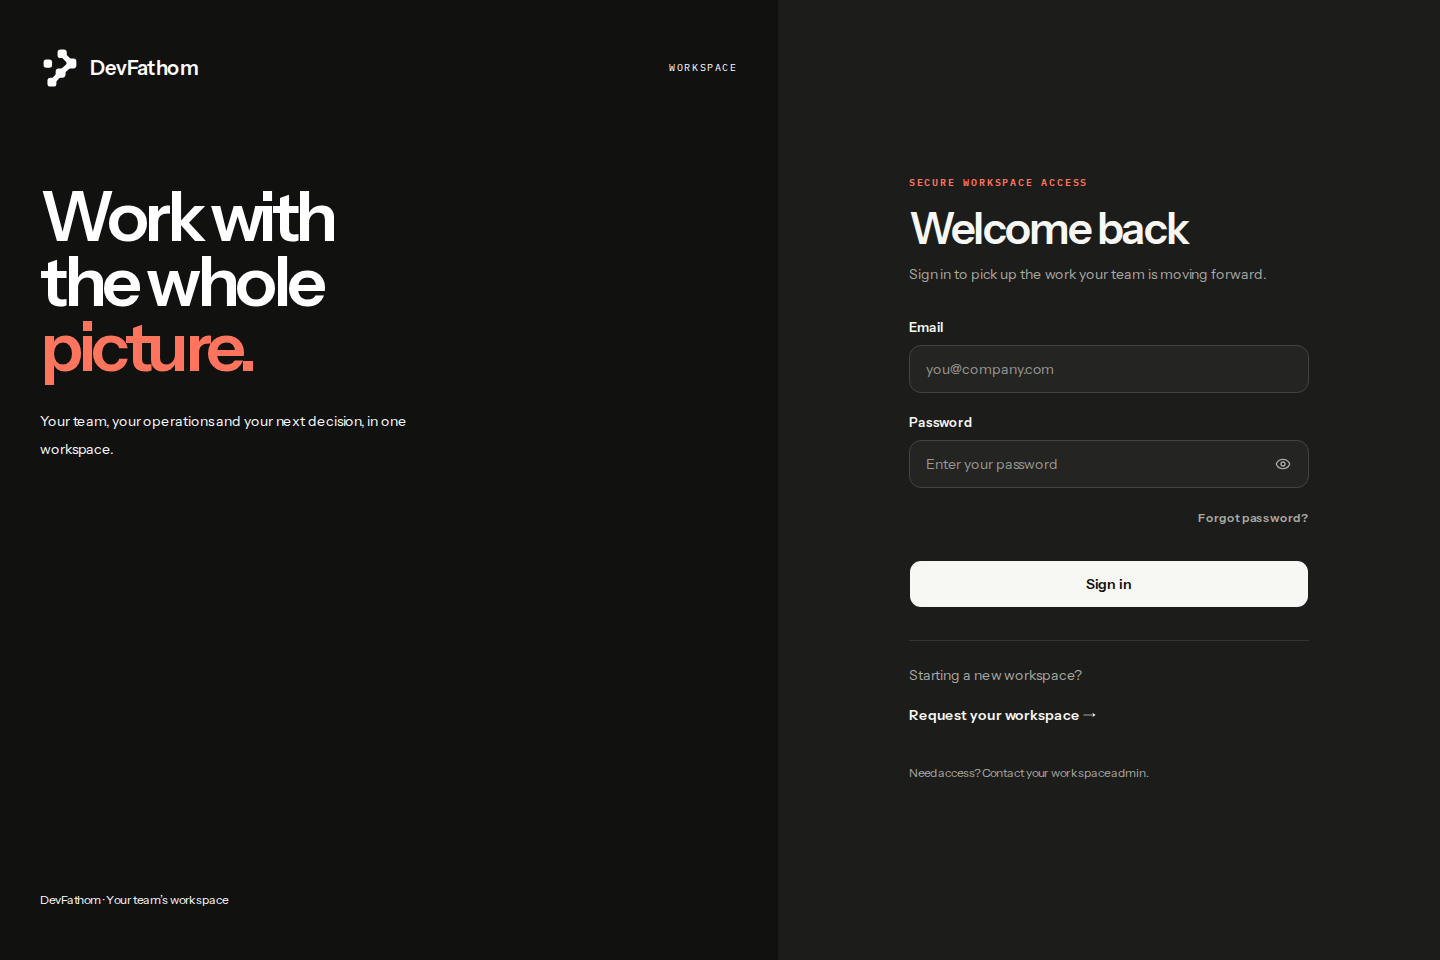 DevFathom
WORKSPACE
Work with
the whole
picture.
Your team, your operations and your next decision, in one
workspace.
DevFathom · Your team's workspace
SECURE WORKSPACE ACCESS
Welcome back
Sign in to pick up the work your team is moving forward.
Email
you@company.com
Password
Enter your password
Forgot password?
Sign in
Starting a new workspace?
Request your workspace →
Need access? Contact your workspace admin.